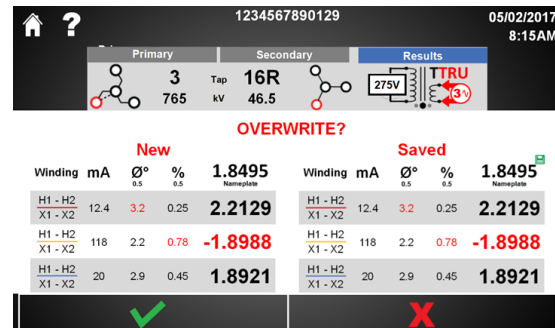 1234567890129
05/02/2017
8:15AM
?
Primary Secondary Results
3 Tap 16R
765 kV 46.5
275V
TTRU
3
OVERWRITE?
New
Winding mA Ø° % 1.8495
0.5 0.5 Nameplate
H1 - H2
X1 - X2
12.4 3.2 0.25 2.2129
H1 - H2
X1 - X2
118 2.2 0.78 -1.8988
H1 - H2
X1 - X2
20 2.9 0.45 1.8921
Saved
Winding mA Ø° % 1.8495
0.5 0.5 Nameplate
H1 - H2
X1 - X2
12.4 3.2 0.25 2.2129
H1 - H2
X1 - X2
118 2.2 0.78 -1.8988
H1 - H2
X1 - X2
20 2.9 0.45 1.8921